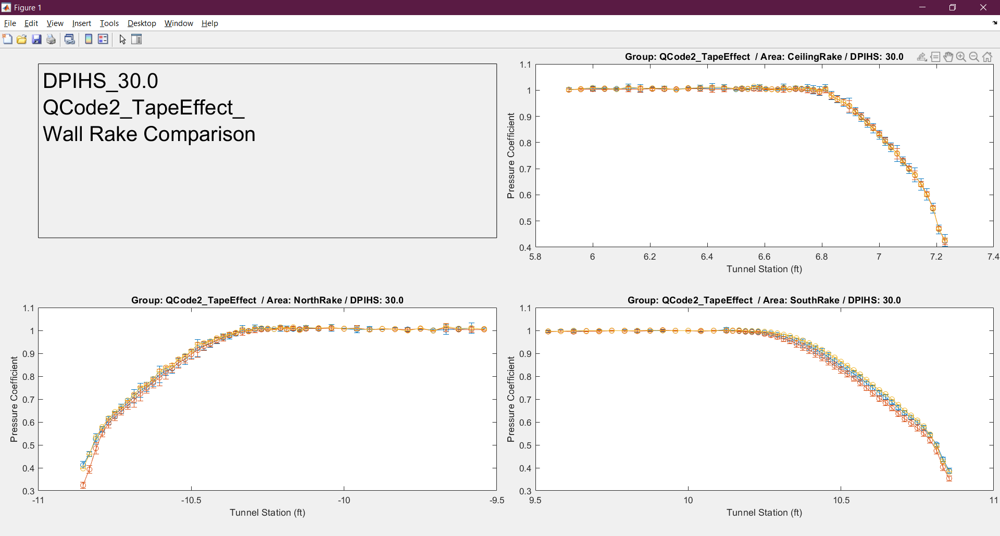 Figure 1
File Edit View Insert Tools Desktop Window Help
DPIHS_30.0
QCode2_TapeEffect_
Wall Rake Comparison
Group: QCode2_TapeEffect / Area: CeilingRake / DPIHS: 30.0
1.1
1
0.9
0.8
0.7
0.6
0.5
0.4
Pressure Coefficient
5.8 6 6.2 6.4 6.6 6.8 7 7.2 7.4
Tunnel Station (ft)
Group: QCode2_TapeEffect / Area: NorthRake / DPIHS: 30.0
1.1
1
0.9
0.8
0.7
0.6
0.5
0.4
0.3
Pressure Coefficient
-11 -10.5 -10 -9.5
Tunnel Station (ft)
Group: QCode2_TapeEffect / Area: SouthRake / DPIHS: 30.0
1.1
1
0.9
0.8
0.7
0.6
0.5
0.4
0.3
Pressure Coefficient
9.5 10 10.5 11
Tunnel Station (ft)